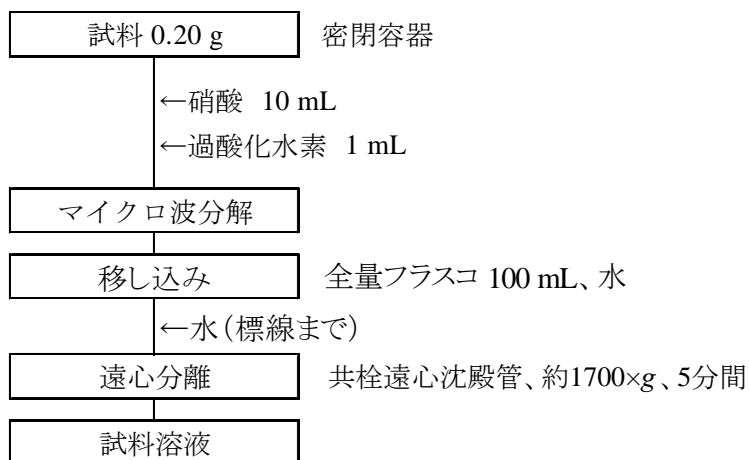 試料 0.20 g 密閉容器
←硝酸 10 mL
←過酸化水素 1 mL
マイクロ波分解
移し込み 全量フラスコ 100 mL、水
←水(標線まで)
遠心分離 共栓遠心沈殿管、約1700×g、5分間
試料溶液